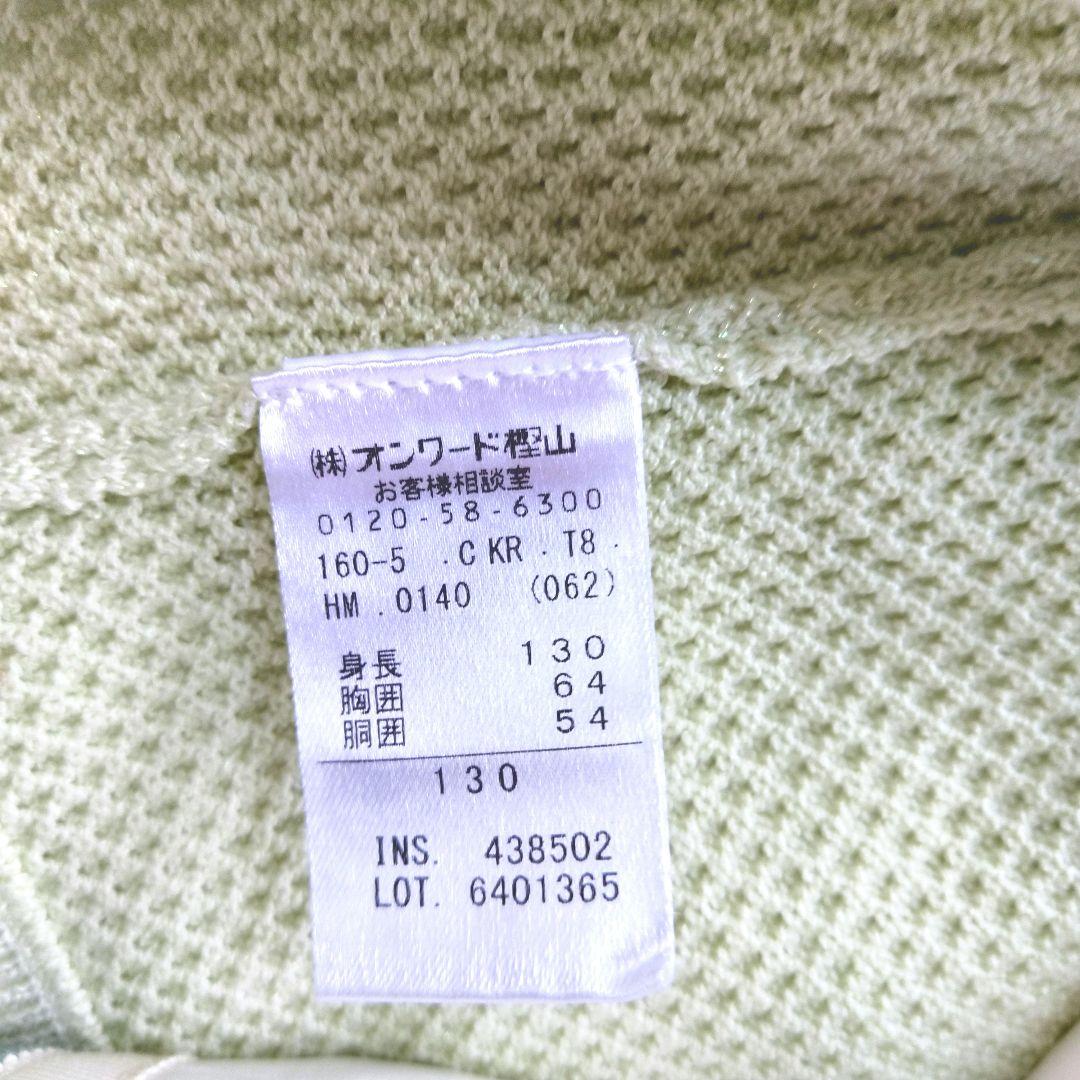 (株)オンワード樫山
お客様相談室
0120-58-6300
160-5 .CKR.T8.
HM.0140 (062)
身長 130
胸囲 64
胴囲 54
130
INS. 438502
LOT. 6401365